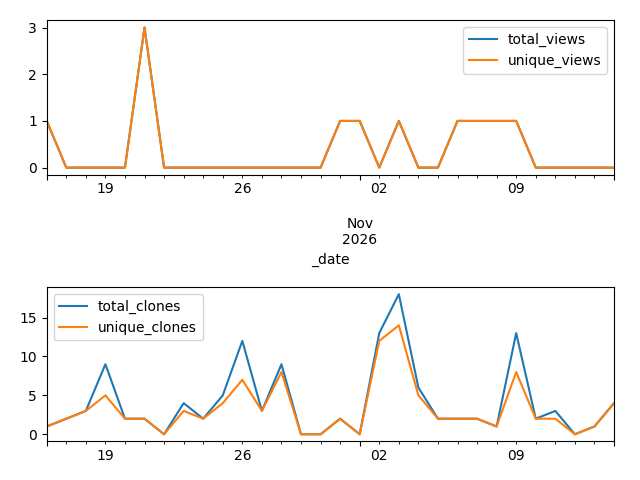 3
2
1
0
total_views
unique_views
19 26 02 09
Nov
2026
_date
15
10
5
0
total_clones
unique_clones
19 26 02 09